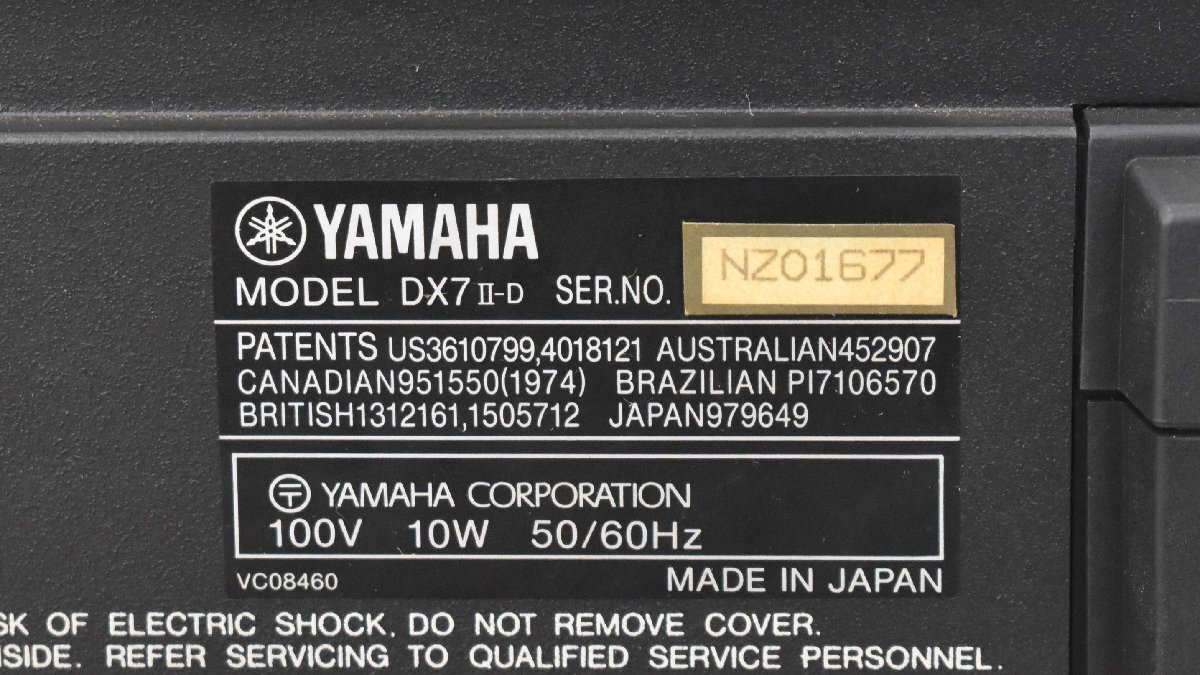 YAMAHA
MODEL DX7 II-D SER.NO. NZ01677
PATENTS US3610799,4018121 AUSTRALIAN452907
CANADIAN951550(1974) BRAZILIAN PI7106570
BRITISH1312161,1505712 JAPAN979649
YAMAHA CORPORATION
100V 10W 50/60Hz
VC08460 MADE IN JAPAN
SK OF ELECTRIC SHOCK. DO NOT REMOVE COVER.
SIDE. REFER SERVICING TO QUALIFIED SERVICE PERSONNEL.